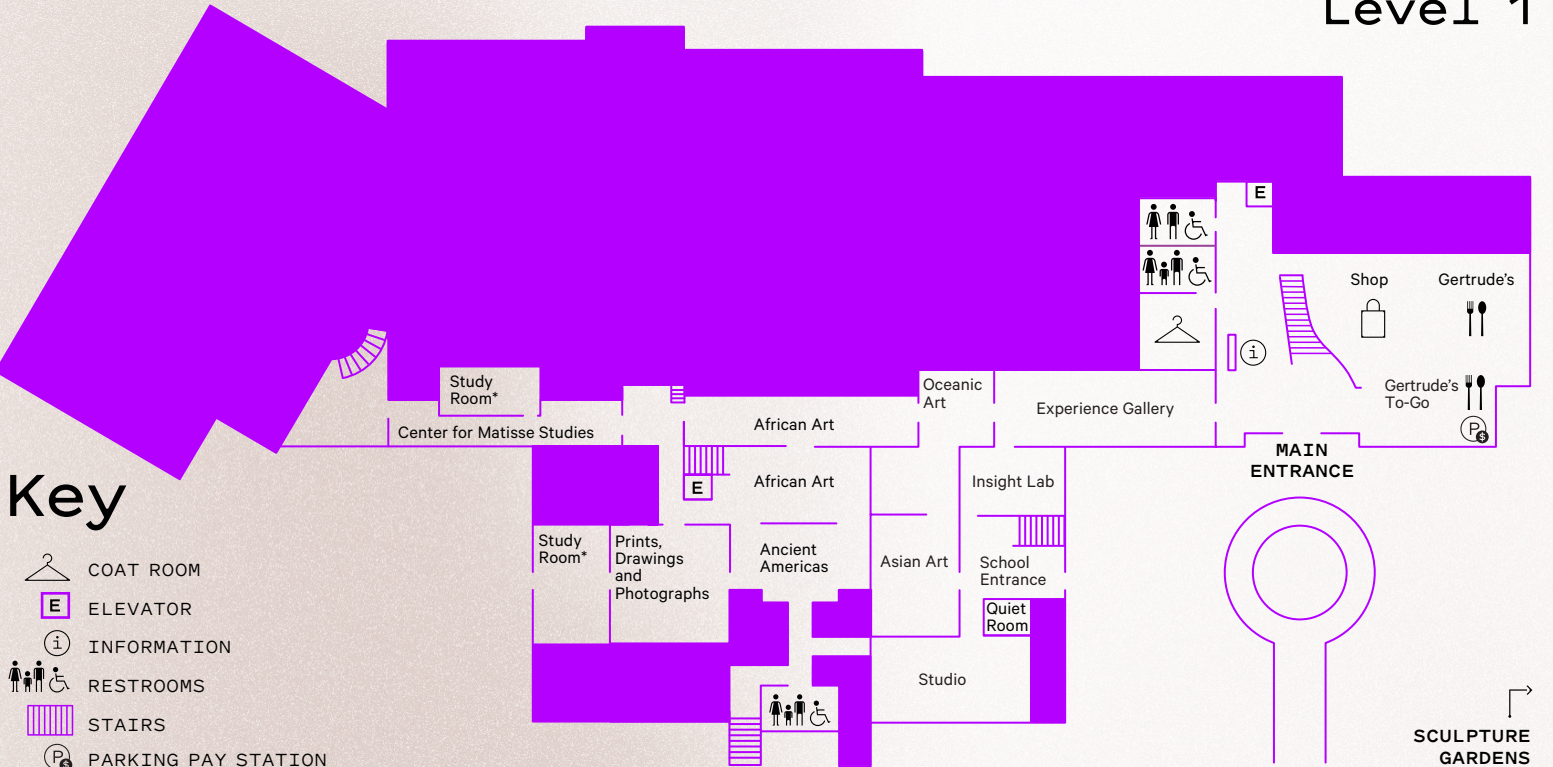 Level 1
E
Shop
Gertrude's
i
Study
Room*
Oceanic
Art
Gertrude's
To-Go
Experience Gallery
African Art
Center for Matisse Studies
P
$
MAIN
ENTRANCE
African Art
Insight Lab
E
Key
Study
Room*
Prints,
Drawings
and
Photographs
Ancient
Americas
Asian Art
School
Entrance
Quiet
Room
Studio
COAT ROOM
E ELEVATOR
i INFORMATION
RESTROOMS
STAIRS
P $ PARKING PAY STATION
SCULPTURE
GARDENS